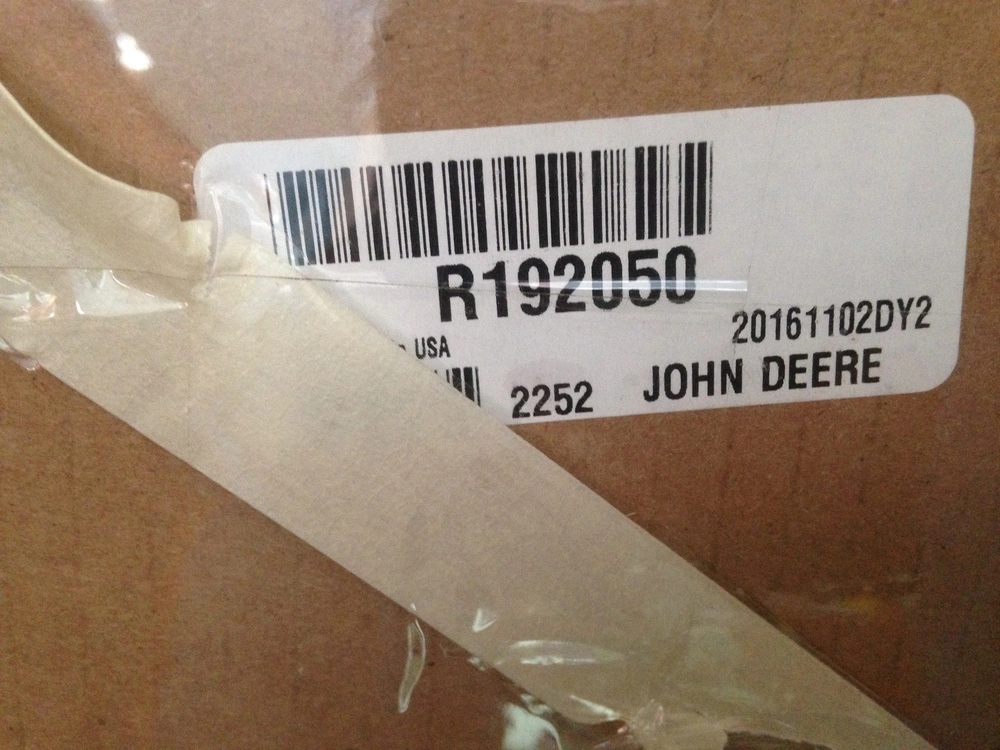 R192050
20161102DY2
USA
2252 JOHN DEERE